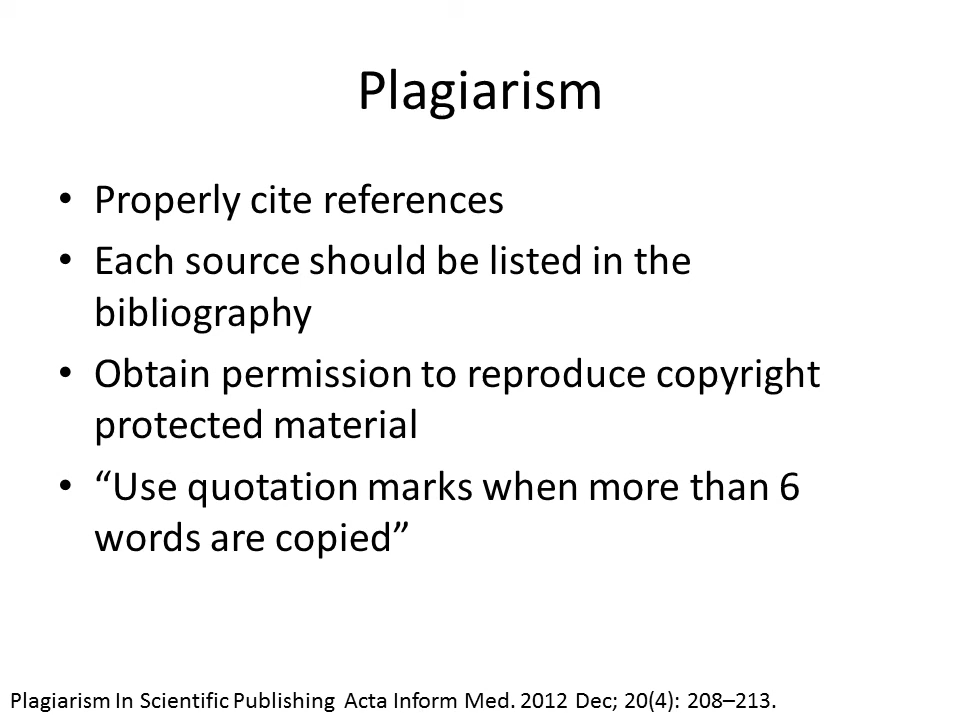 Plagiarism
• Properly cite references
• Each source should be listed in the
bibliography
• Obtain permission to reproduce copyright
protected material
• “Use quotation marks when more than 6
words are copied”
Plagiarism In Scientific Publishing Acta Inform Med. 2012 Dec; 20(4): 208–213.